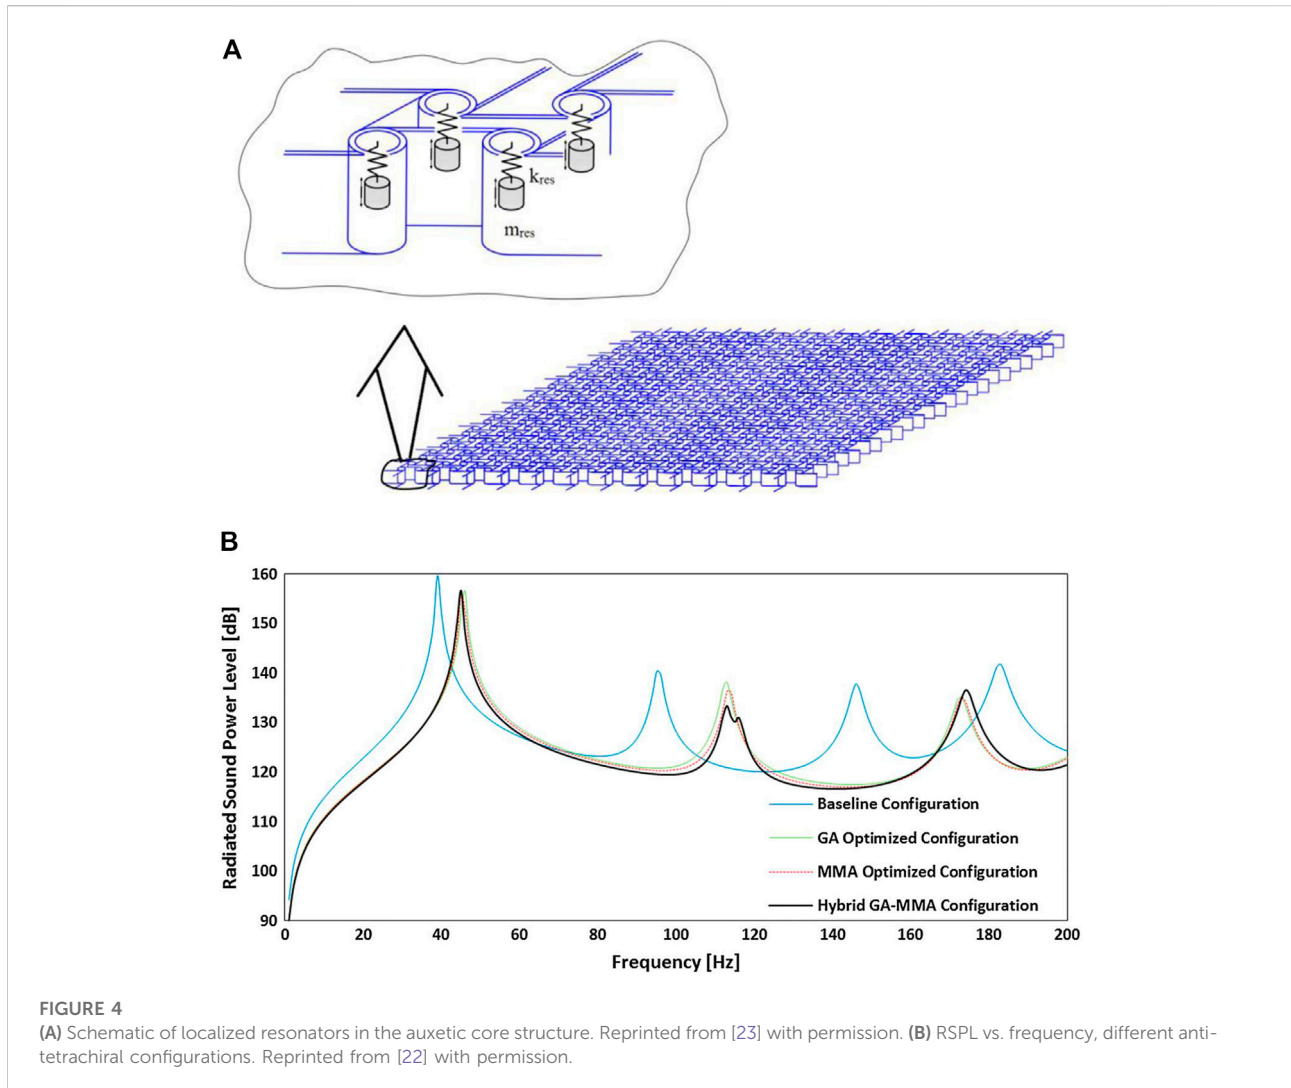 A
k_res
m_res
B
Radiated Sound Power Level [dB]
160
150
140
130
120
110
100
90
0 20 40 60 80 100 120 140 160 180 200
Frequency [Hz]
Baseline Configuration
GA Optimized Configuration
MMA Optimized Configuration
Hybrid GA-MMA Configuration
FIGURE 4
(A) Schematic of localized resonators in the auxetic core structure. Reprinted from [23] with permission. (B) RSPL vs. frequency, different anti-
tetrachiral configurations. Reprinted from [22] with permission.